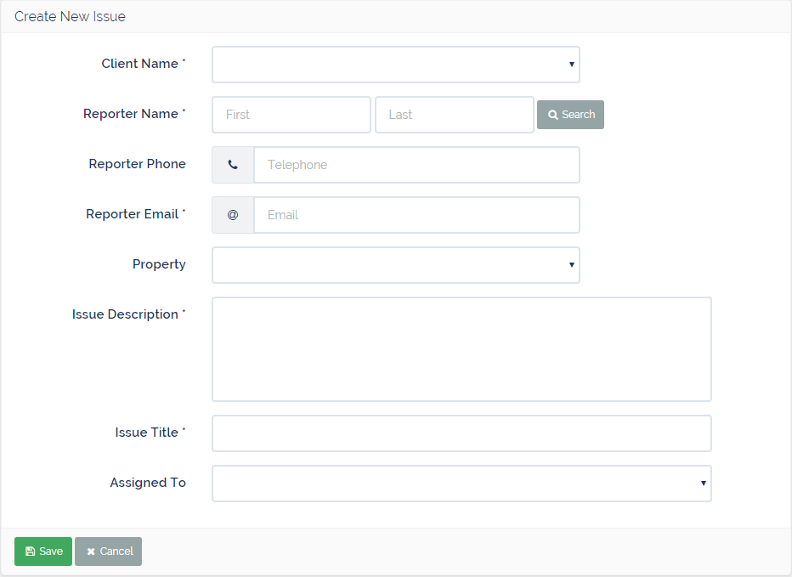 Create New Issue
Client Name *
Reporter Name * First Last Search
Reporter Phone Telephone
Reporter Email * @ Email
Property
Issue Description *
Issue Title *
Assigned To
Save Cancel